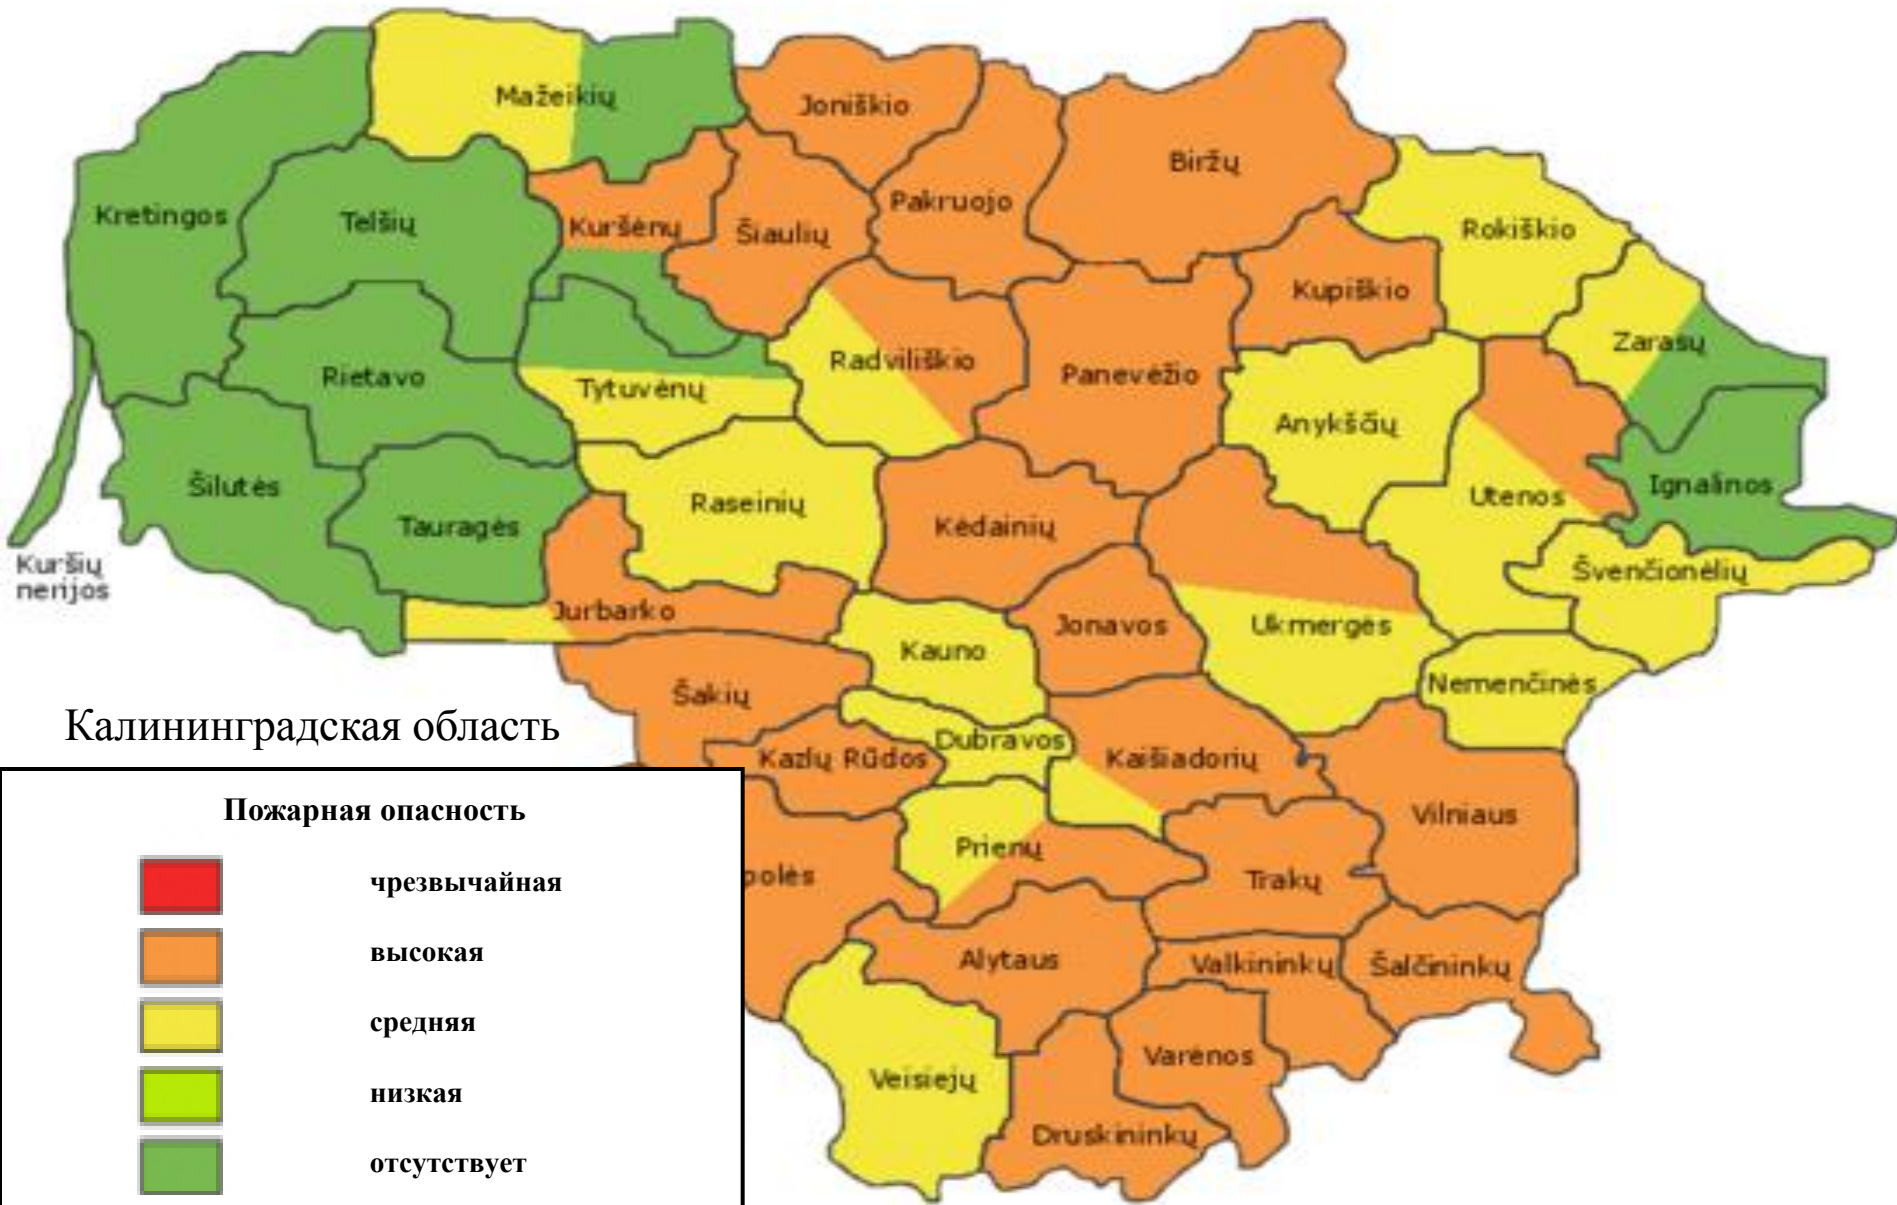 Mažeikių
Joniškio
Biržų
Kretingos
Telšių
Kuršėnų
Šiaulių
Pakruojo
Rokiškio
Kupiškio
Zarasų
Rietavo
Tytuvėnų
Radviliškio
Panevėžio
Anykščių
Šilutės
Tauragės
Raseinių
Kėdainių
Utenos
Ignalinos
Kuršių
nerijos
Jurbarko
Kauno
Jonavos
Ukmergės
Švenčionėlių
Šakių
Nemenčinės
Калининградская область
Kazlų Rūdos
Dubravos
Kaišiadorių
Vilniaus
Prienų
polės
Trakų
Alytaus
Valkininkų
Šalčininkų
Veisiejų
Varėnos
Druskininkų
Пожарная опасность
чрезвычайная
высокая
средняя
низкая
отсутствует